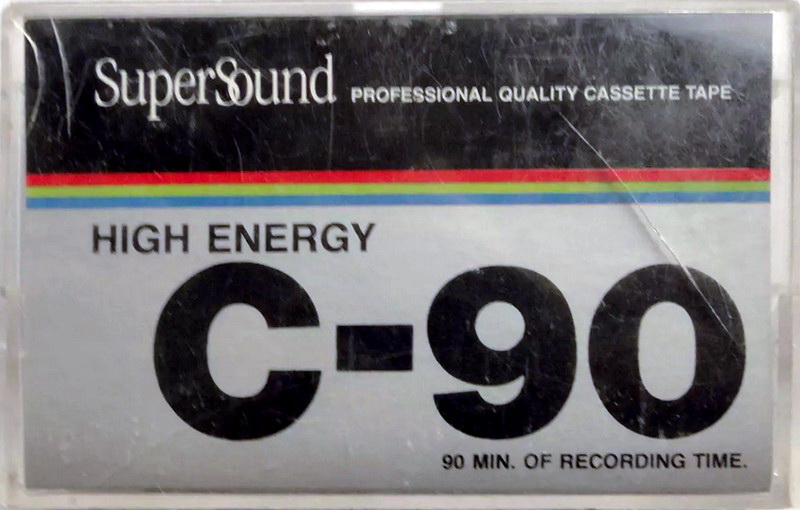 SuperSound PROFESSIONAL QUALITY CASSETTE TAPE
HIGH ENERGY
C-90
90 MIN. OF RECORDING TIME.